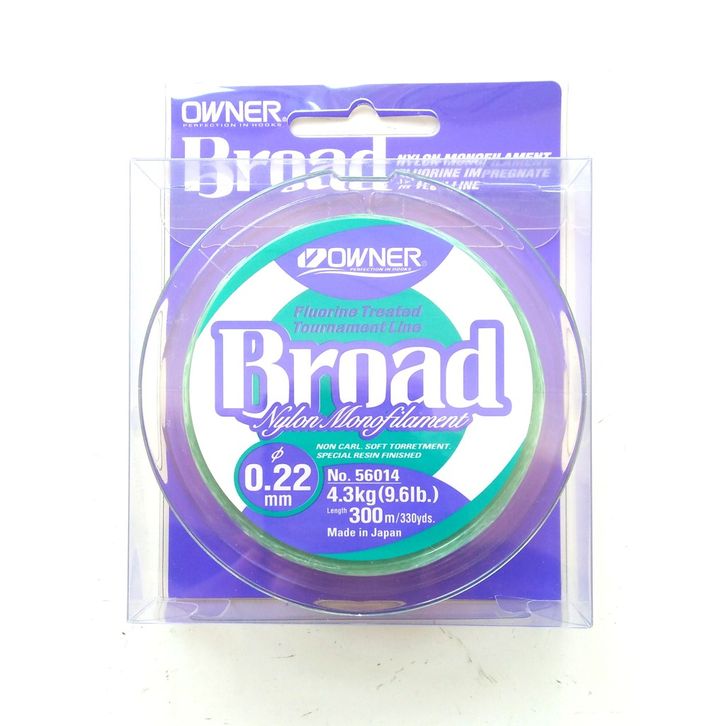 OWNER
PERFECTION IN HOOKS
Broad
NYLON MONOFILAMENT
FLUORINE IMPREGNATE
LINE
OWNER
PERFECTION IN HOOKS
Fluorine Treated
Tournament Line
Broad
Nylon Monofilament
NON CARL. SOFT TORRETMENT.
SPECIAL RESIN FINISHED
φ
0.22
mm
No. 56014
4.3kg(9.6lb.)
Length 300m/330yds.
Made in Japan